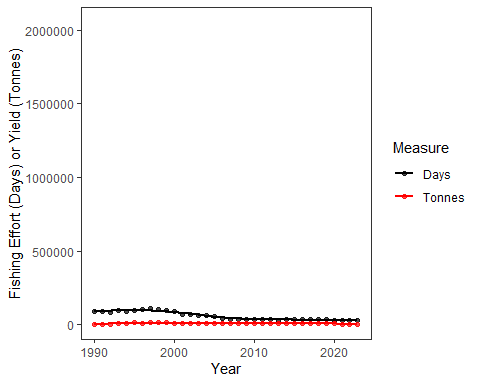 Fishing Effort (Days) or Yield (Tonnes)
2000000
1500000
1000000
500000
0
1990
2000
2010
2020
Year
Measure
Days
Tonnes